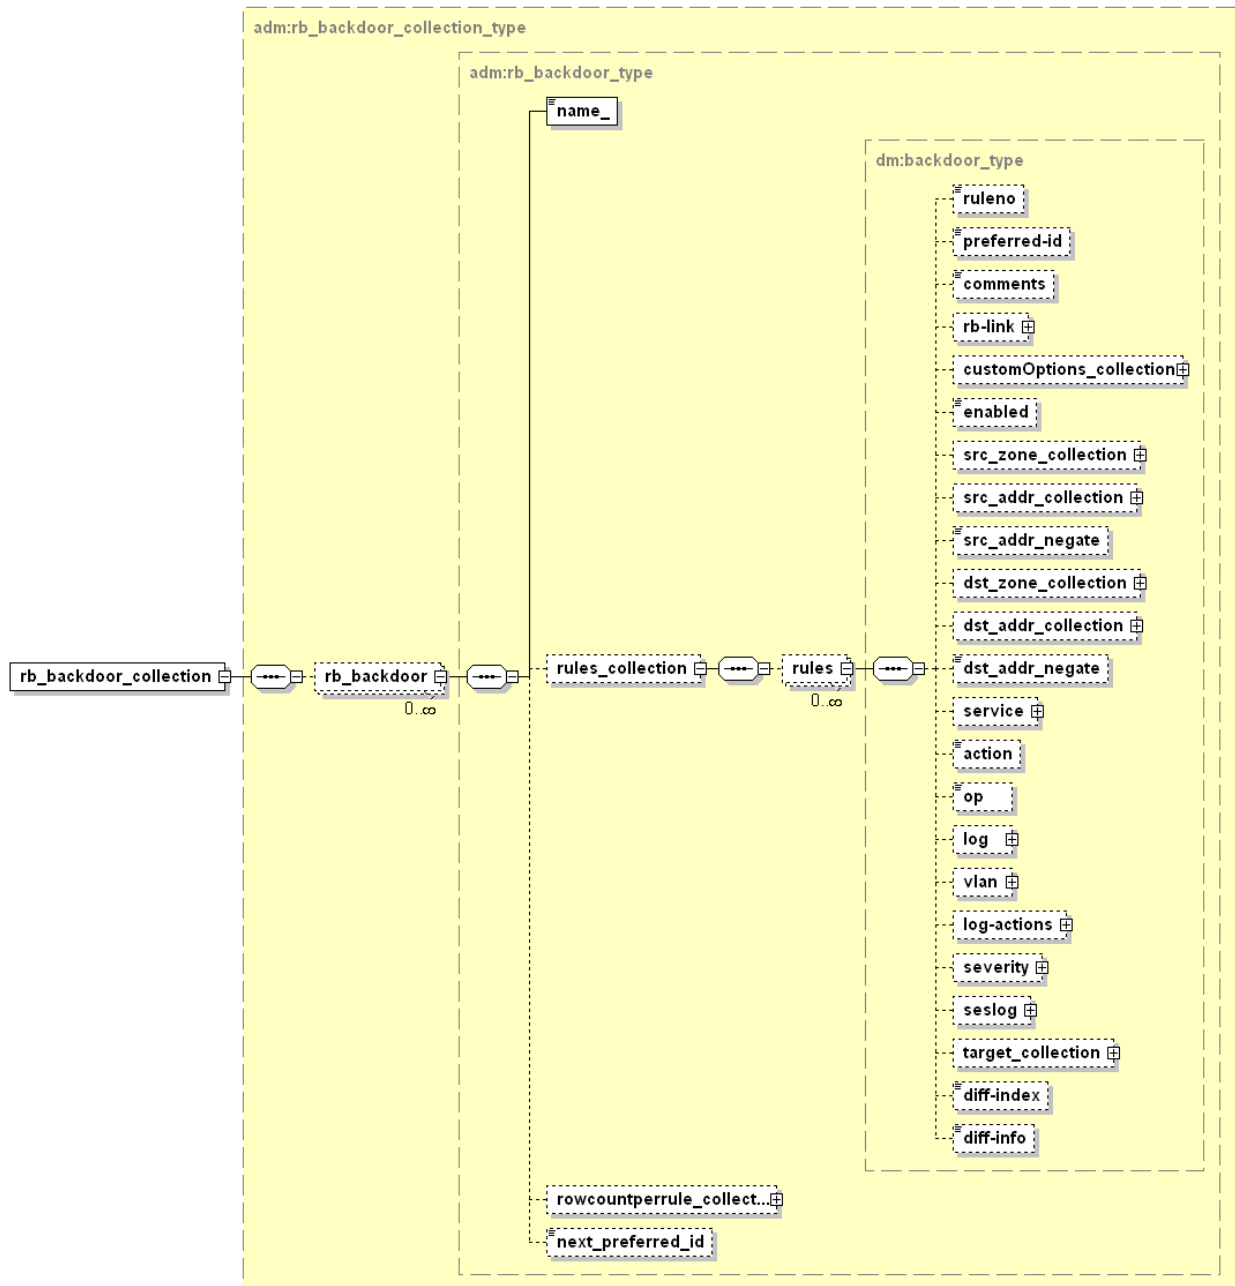 adm:rb_backdoor_collection_type
adm:rb_backdoor_type
name_
dm:backdoor_type
ruleno
preferred-id
comments
rb-link
customOptions_collection
enabled
src_zone_collection
src_addr_collection
src_addr_negate
dst_zone_collection
dst_addr_collection
rb_backdoor_collection
rb_backdoor
0..∞
rules_collection
rules
0..∞
dst_addr_negate
service
action
op
log
vlan
log-actions
severity
seslog
target_collection
diff-index
diff-info
rowcountperrule_collect...
next_preferred_id